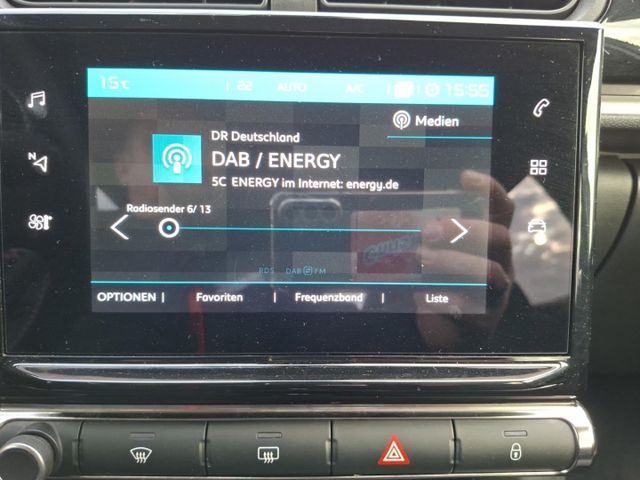 15°C 22 AUTO A/C 15:55
Medien
DR Deutschland
DAB / ENERGY
5C ENERGY im Internet: energy.de
Radiosender 6/ 13
RDS DAB FM
OPTIONEN | Favoriten | Frequenzband | Liste
N